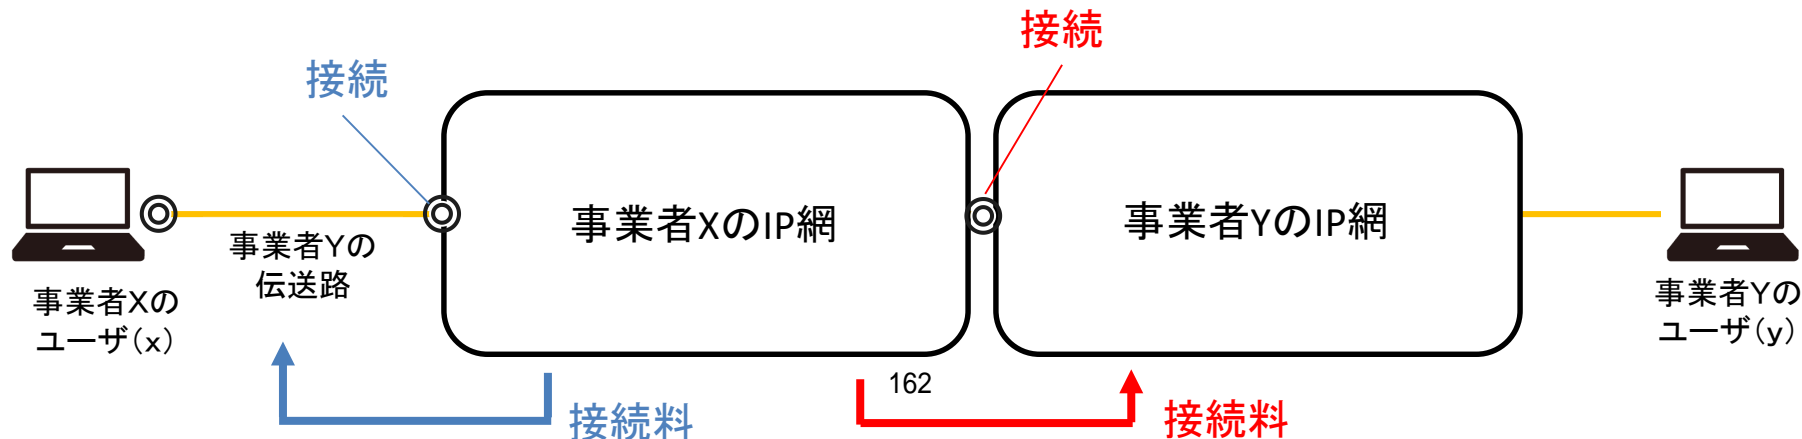 接続
接続
事業者XのIP網
事業者YのIP網
事業者Yの
伝送路
事業者Xの
ユーザ（x）
事業者Yの
ユーザ（y）
162
接続料
接続料